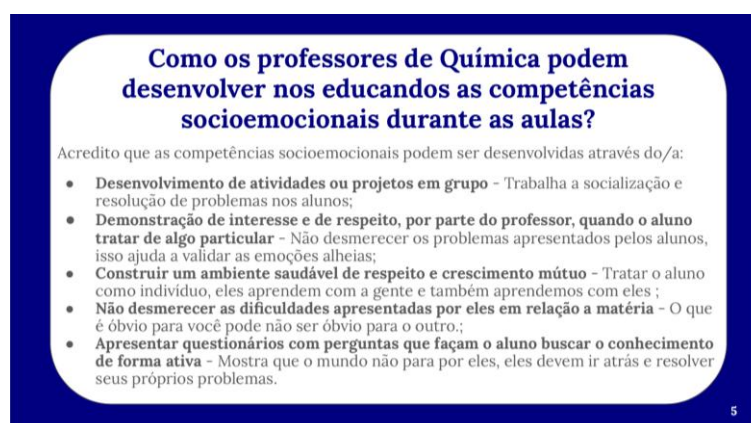 Como os professores de Química podem
desenvolver nos educandos as competências
socioemocionais durante as aulas?
Acredito que as competências socioemocionais podem ser desenvolvidas através do/a:
● Desenvolvimento de atividades ou projetos em grupo - Trabalha a socialização e
resolução de problemas nos alunos;
● Demonstração de interesse e de respeito, por parte do professor, quando o aluno
tratar de algo particular - Não desmerecer os problemas apresentados pelos alunos,
isso ajuda a validar as emoções alheias;
● Construir um ambiente saudável de respeito e crescimento mútuo - Tratar o aluno
como indivíduo, eles aprendem com a gente e também aprendemos com eles ;
● Não desmerecer as dificuldades apresentadas por eles em relação a matéria - O que
é óbvio para você pode não ser óbvio para o outro.;
● Apresentar questionários com perguntas que façam o aluno buscar o conhecimento
de forma ativa - Mostra que o mundo não para por eles, eles devem ir atrás e resolver
seus próprios problemas.
5